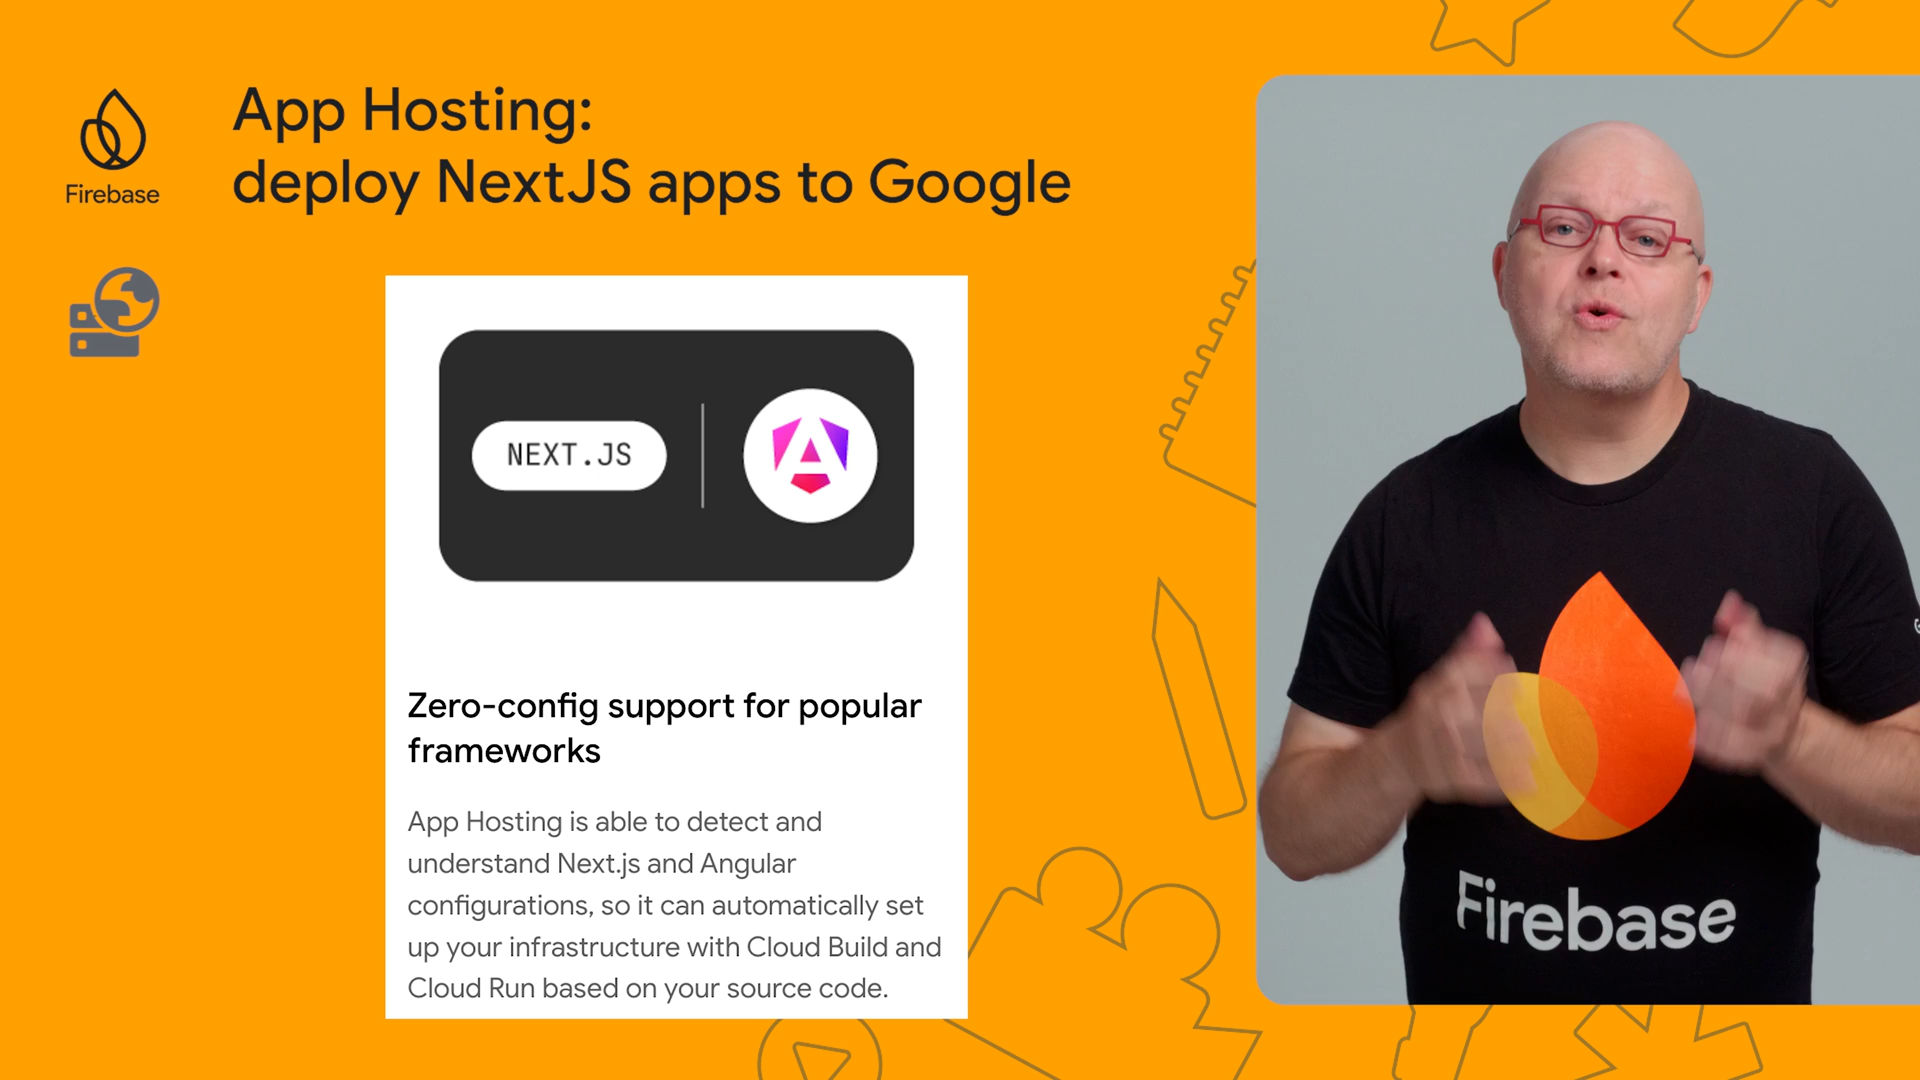 App Hosting:
deploy NextJS apps to Google
Firebase
NEXT.JS
Zero-config support for popular
frameworks
App Hosting is able to detect and
understand Next.js and Angular
configurations, so it can automatically set
up your infrastructure with Cloud Build and
Cloud Run based on your source code.
Firebase